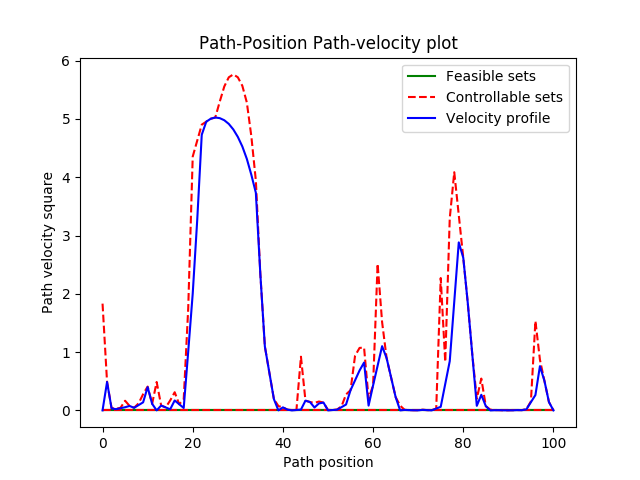 Path-Position Path-velocity plot
Feasible sets
Controllable sets
Velocity profile
Path velocity square
6
5
4
3
2
1
0
0 20 40 60 80 100
Path position